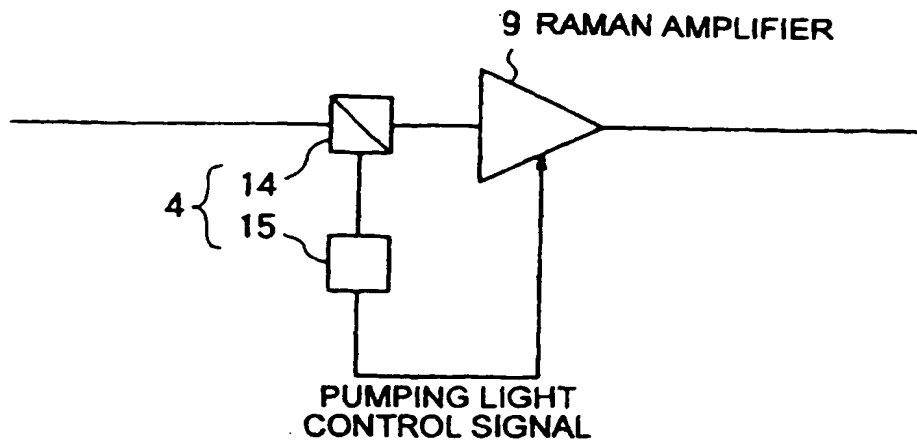 9 RAMAN AMPLIFIER
14
4
15
PUMPING LIGHT
CONTROL SIGNAL